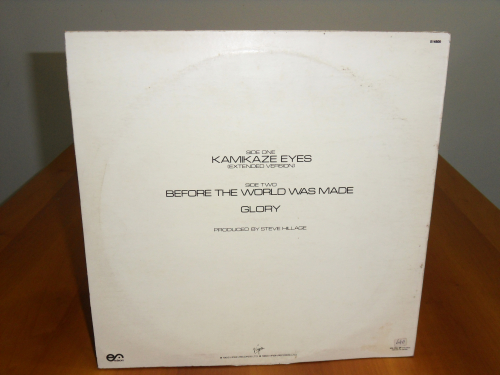 SIDE ONE
KAMIKAZE EYES
(EXTENDED VERSION)
SIDE TWO
BEFORE THE WORLD WAS MADE
GLORY
PRODUCED BY STEVE HILLAGE